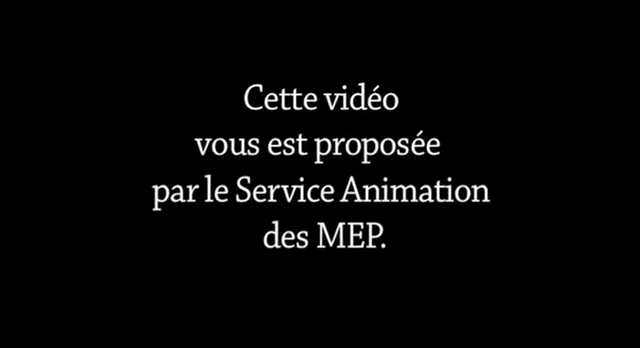 Cette vidéo
vous est proposée
par le Service Animation
des MEP.